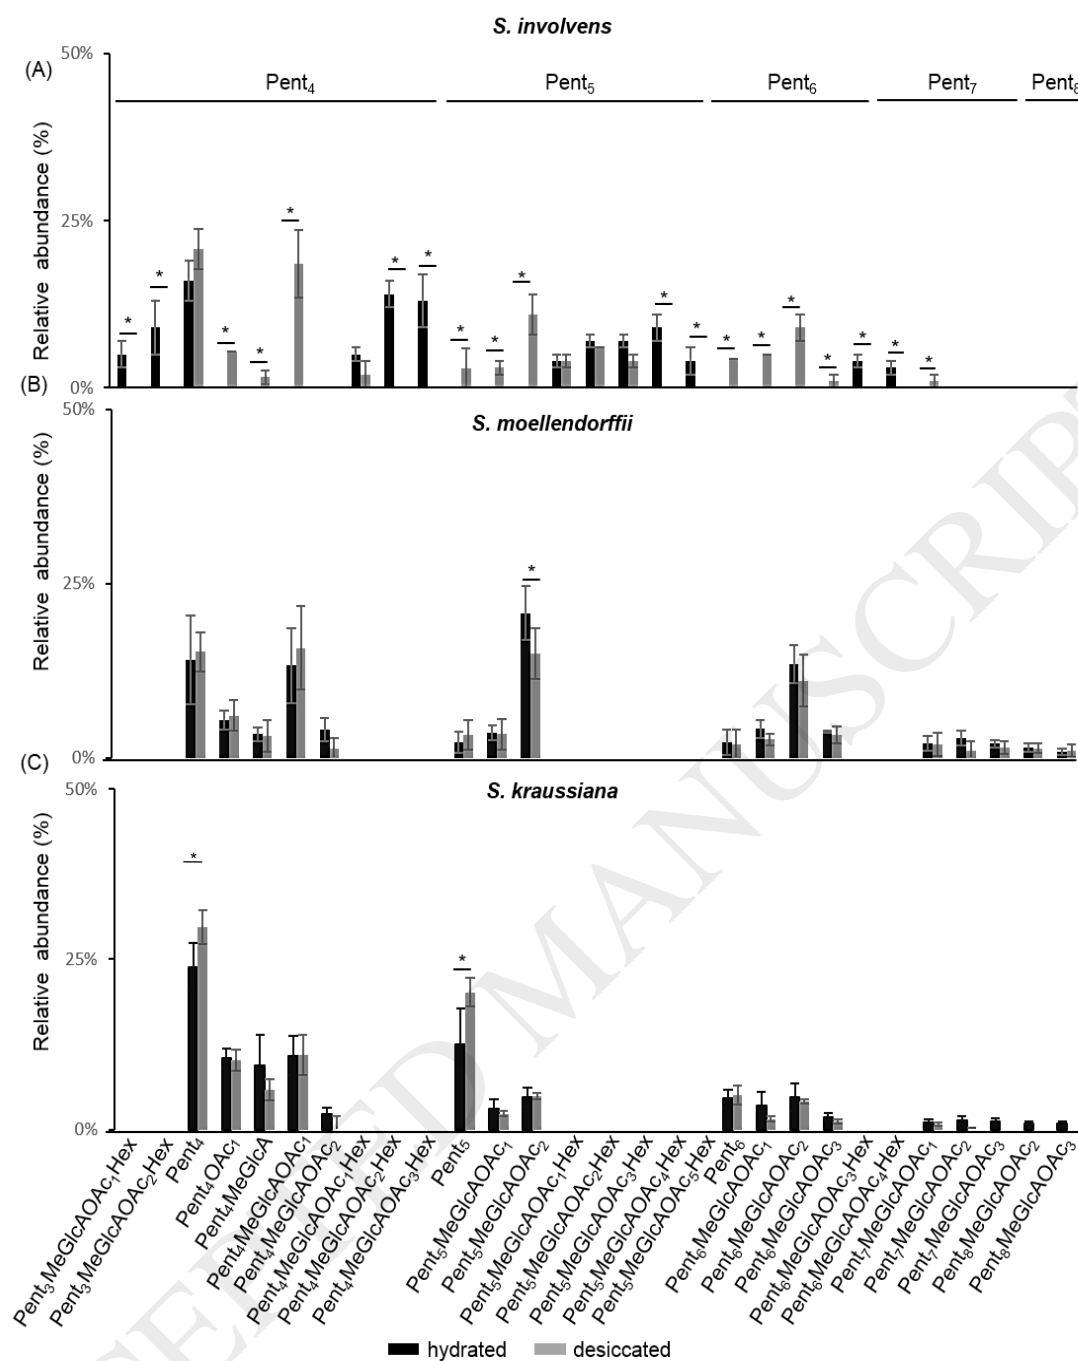 S. involvens
(A)
50%
Pent₄ Pent₅ Pent₆ Pent₇ Pent₈
Relative abundance (%)
25%
* * * * * * * * * * * * * * * * * * *
0%
(B)
50%
S. moellendorffii
Relative abundance (%)
25%
*
0%
(C)
50%
S. kraussiana
Relative abundance (%)
25%
* *
0%
Pent₃MeGlcAOAc₁Hex
Pent₃MeGlcAOAc₂Hex
Pent₄
Pent₄OAc₁
Pent₄MeGlcA
Pent₄MeGlcAOAc₁
Pent₄MeGlcAOAc₂
Pent₄MeGlcAOAc₁Hex
Pent₄MeGlcAOAc₂Hex
Pent₄MeGlcAOAc₃Hex
Pent₅
Pent₅MeGlcAOAc₁
Pent₅MeGlcAOAc₂
Pent₅MeGlcAOAc₁Hex
Pent₅MeGlcAOAc₂Hex
Pent₅MeGlcAOAc₃Hex
Pent₅MeGlcAOAc₄Hex
Pent₅MeGlcAOAc₅Hex
Pent₆
Pent₆MeGlcAOAc₁
Pent₆MeGlcAOAc₂
Pent₆MeGlcAOAc₃
Pent₆MeGlcAOAc₃Hex
Pent₆MeGlcAOAc₄Hex
Pent₇MeGlcAOAc₁
Pent₇MeGlcAOAc₂
Pent₇MeGlcAOAc₃
Pent₈MeGlcAOAc₂
Pent₈MeGlcAOAc₃
hydrated desiccated
CEPTED MANUSCRIPT